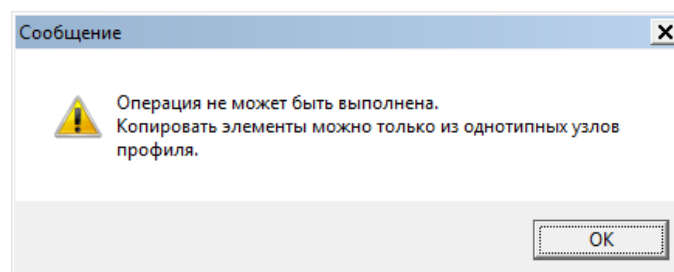 Сообщение
Операция не может быть выполнена.
Копировать элементы можно только из однотипных узлов
профиля.
OK